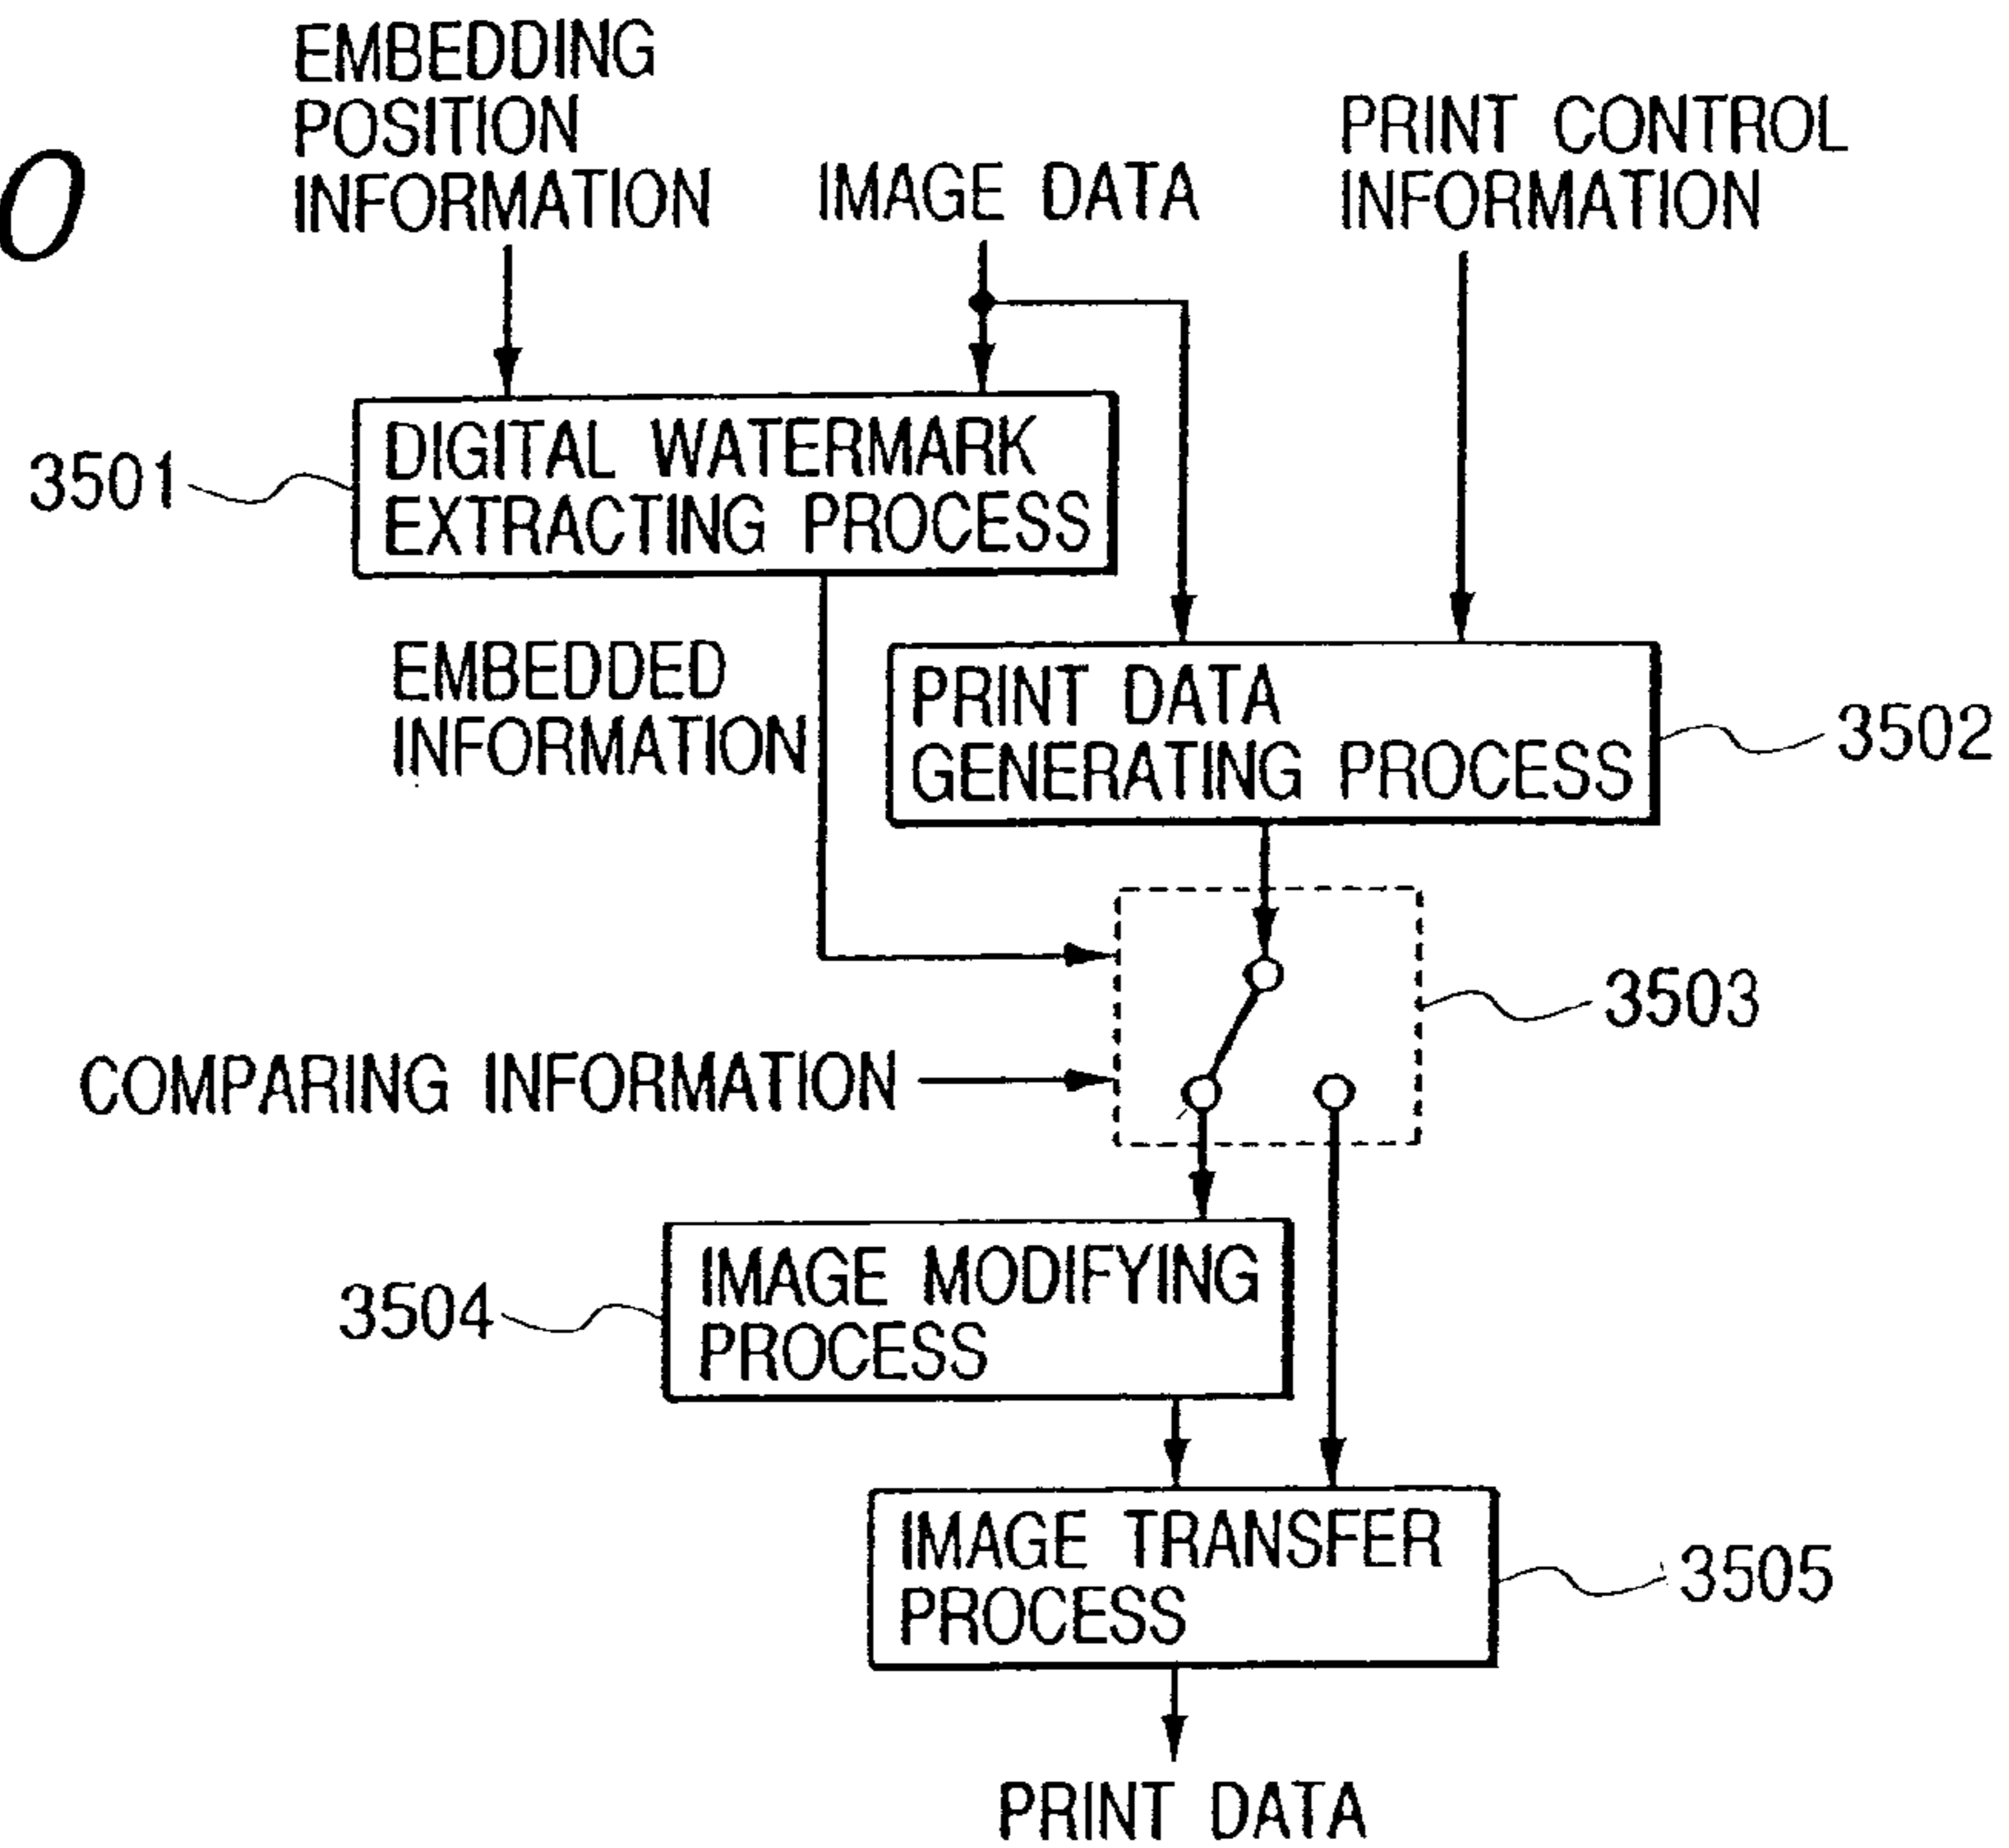 0
EMBEDDING
POSITION
INFORMATION
IMAGE DATA
PRINT CONTROL
INFORMATION
3501
DIGITAL WATERMARK
EXTRACTING PROCESS
EMBEDDED
INFORMATION
PRINT DATA
GENERATING PROCESS
3502
3503
COMPARING INFORMATION
3504
IMAGE MODIFYING
PROCESS
IMAGE TRANSFER
PROCESS
3505
PRINT DATA